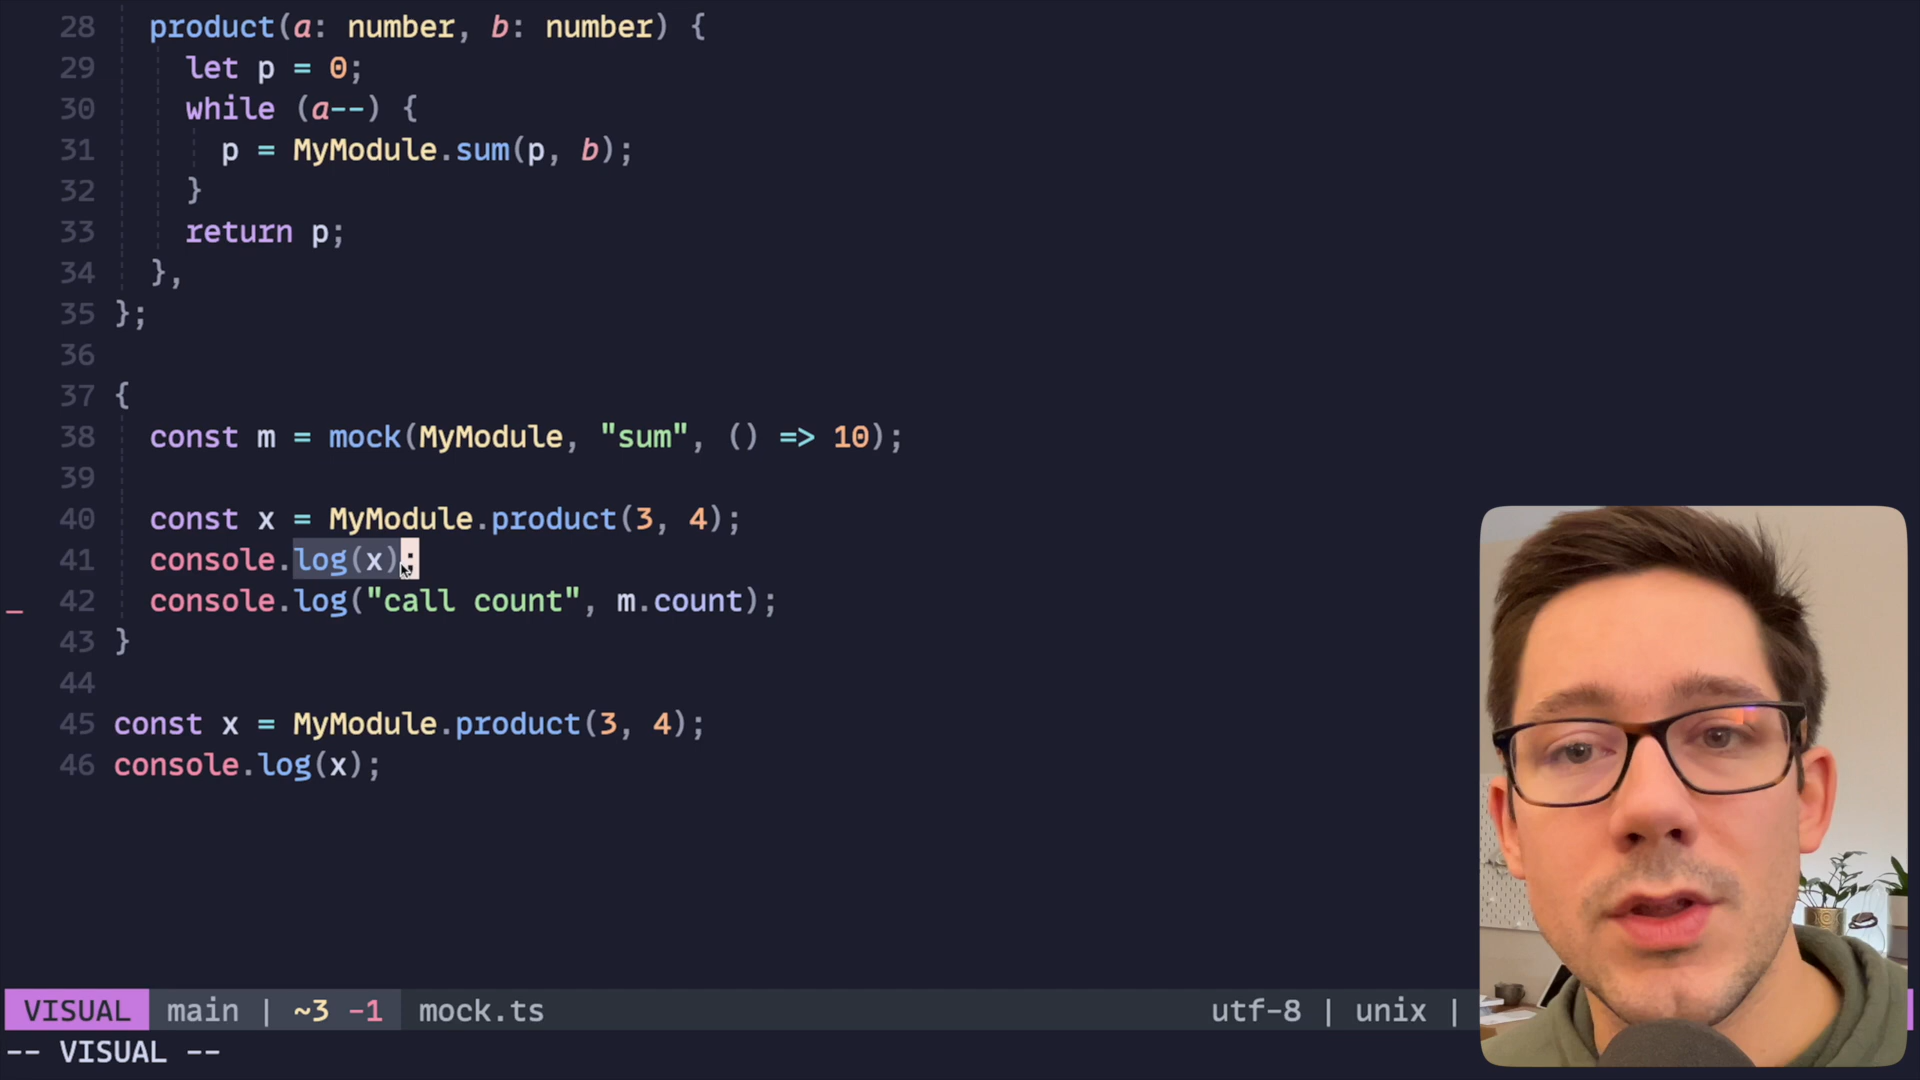 28 product(a: number, b: number) {
29 let p = 0;
30 while (a--) {
31 p = MyModule.sum(p, b);
32 }
33 return p;
34 },
35 };
36
37 {
38 const m = mock(MyModule, "sum", () => 10);
39
40 const x = MyModule.product(3, 4);
41 console.log(x);
_ 42 console.log("call count", m.count);
43 }
44
45 const x = MyModule.product(3, 4);
46 console.log(x);
VISUAL main | ~3 -1 mock.ts utf-8 | unix |
-- VISUAL --